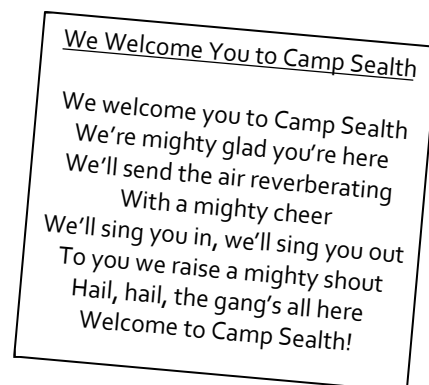 We Welcome You to Camp Sealth
We welcome you to Camp Sealth
We're mighty glad you're here
We'll send the air reverberating
With a mighty cheer
We'll sing you in, we'll sing you out
To you we raise a mighty shout
Hail, hail, the gang's all here
Welcome to Camp Sealth!